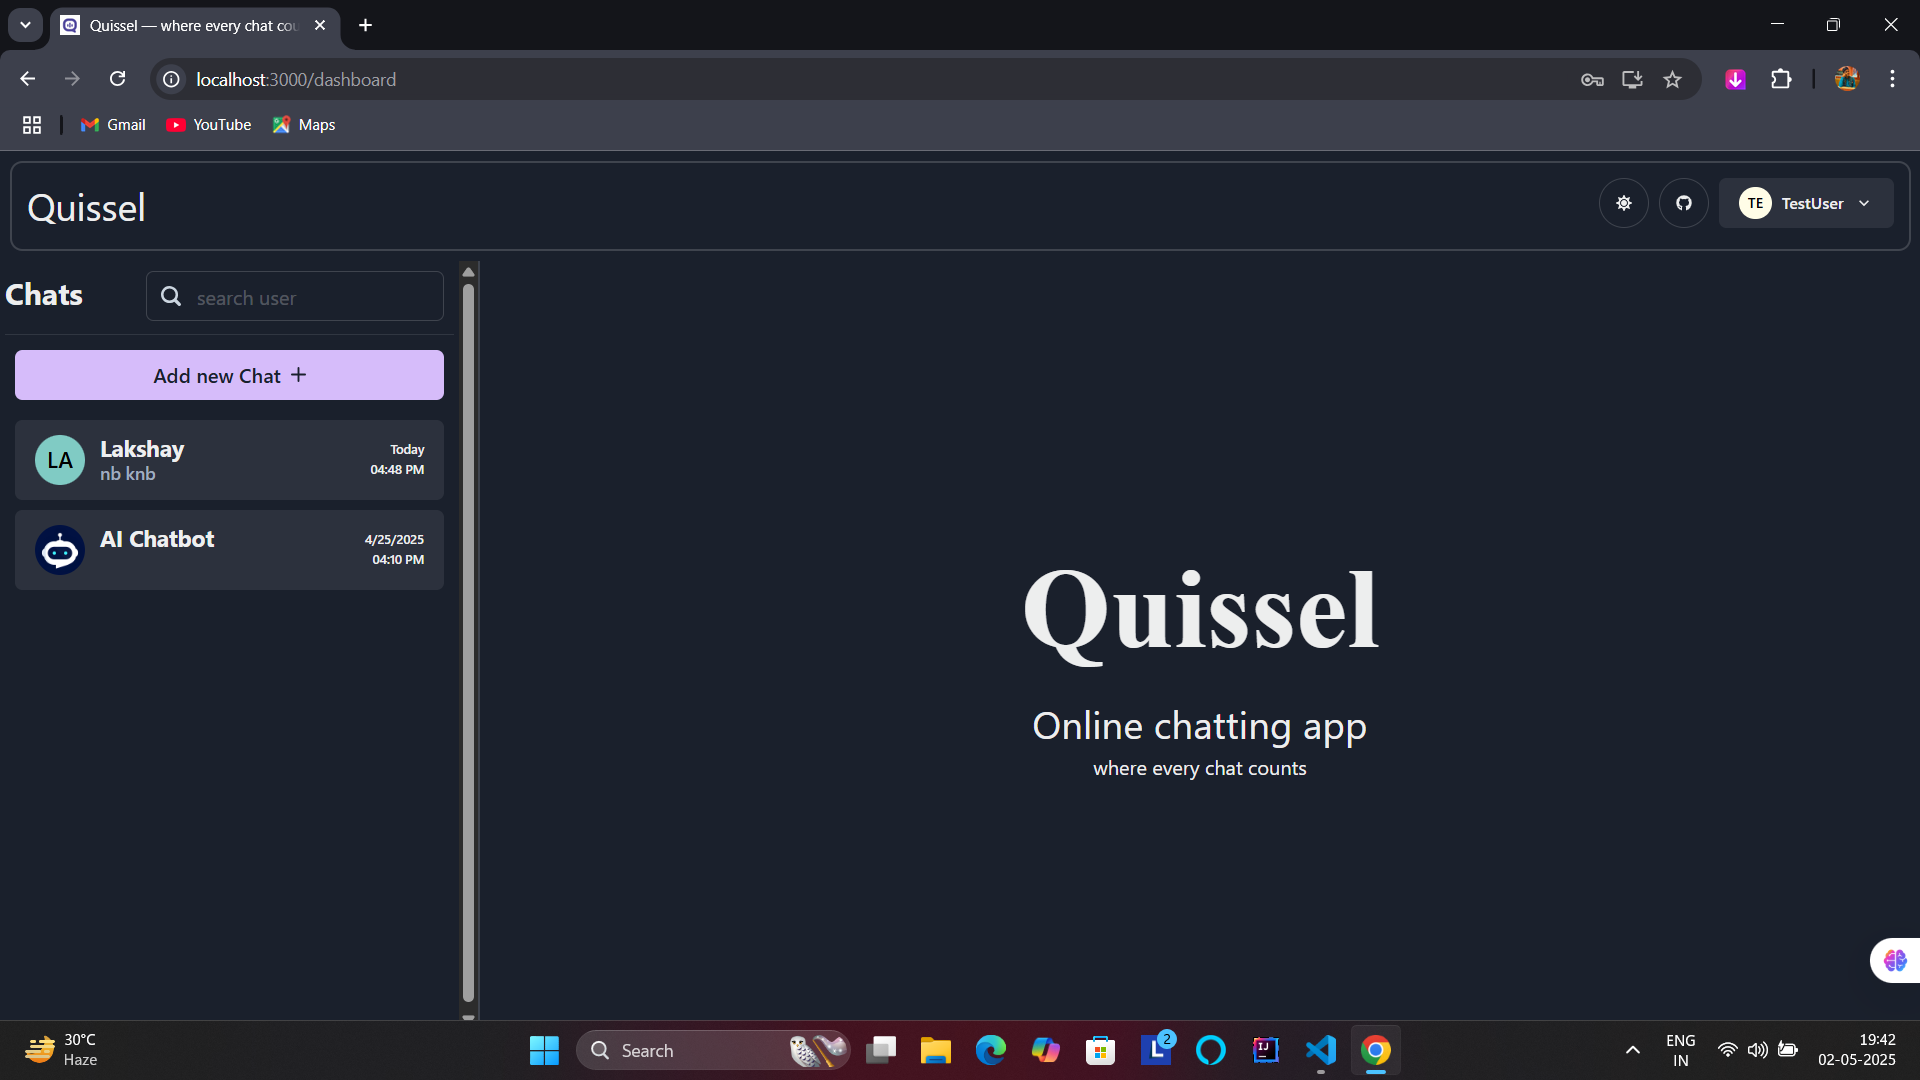 Quissel — where every chat cou
localhost:3000/dashboard
Gmail
YouTube
Maps
Quissel
TE
TestUser
Chats
search user
Add new Chat +
LA
Lakshay
nb knb
Today
04:48 PM
AI Chatbot
4/25/2025
04:10 PM
Quissel
Online chatting app
where every chat counts
30°C
Haze
Search
L
2
IJ
ENG
IN
19:42
02-05-2025